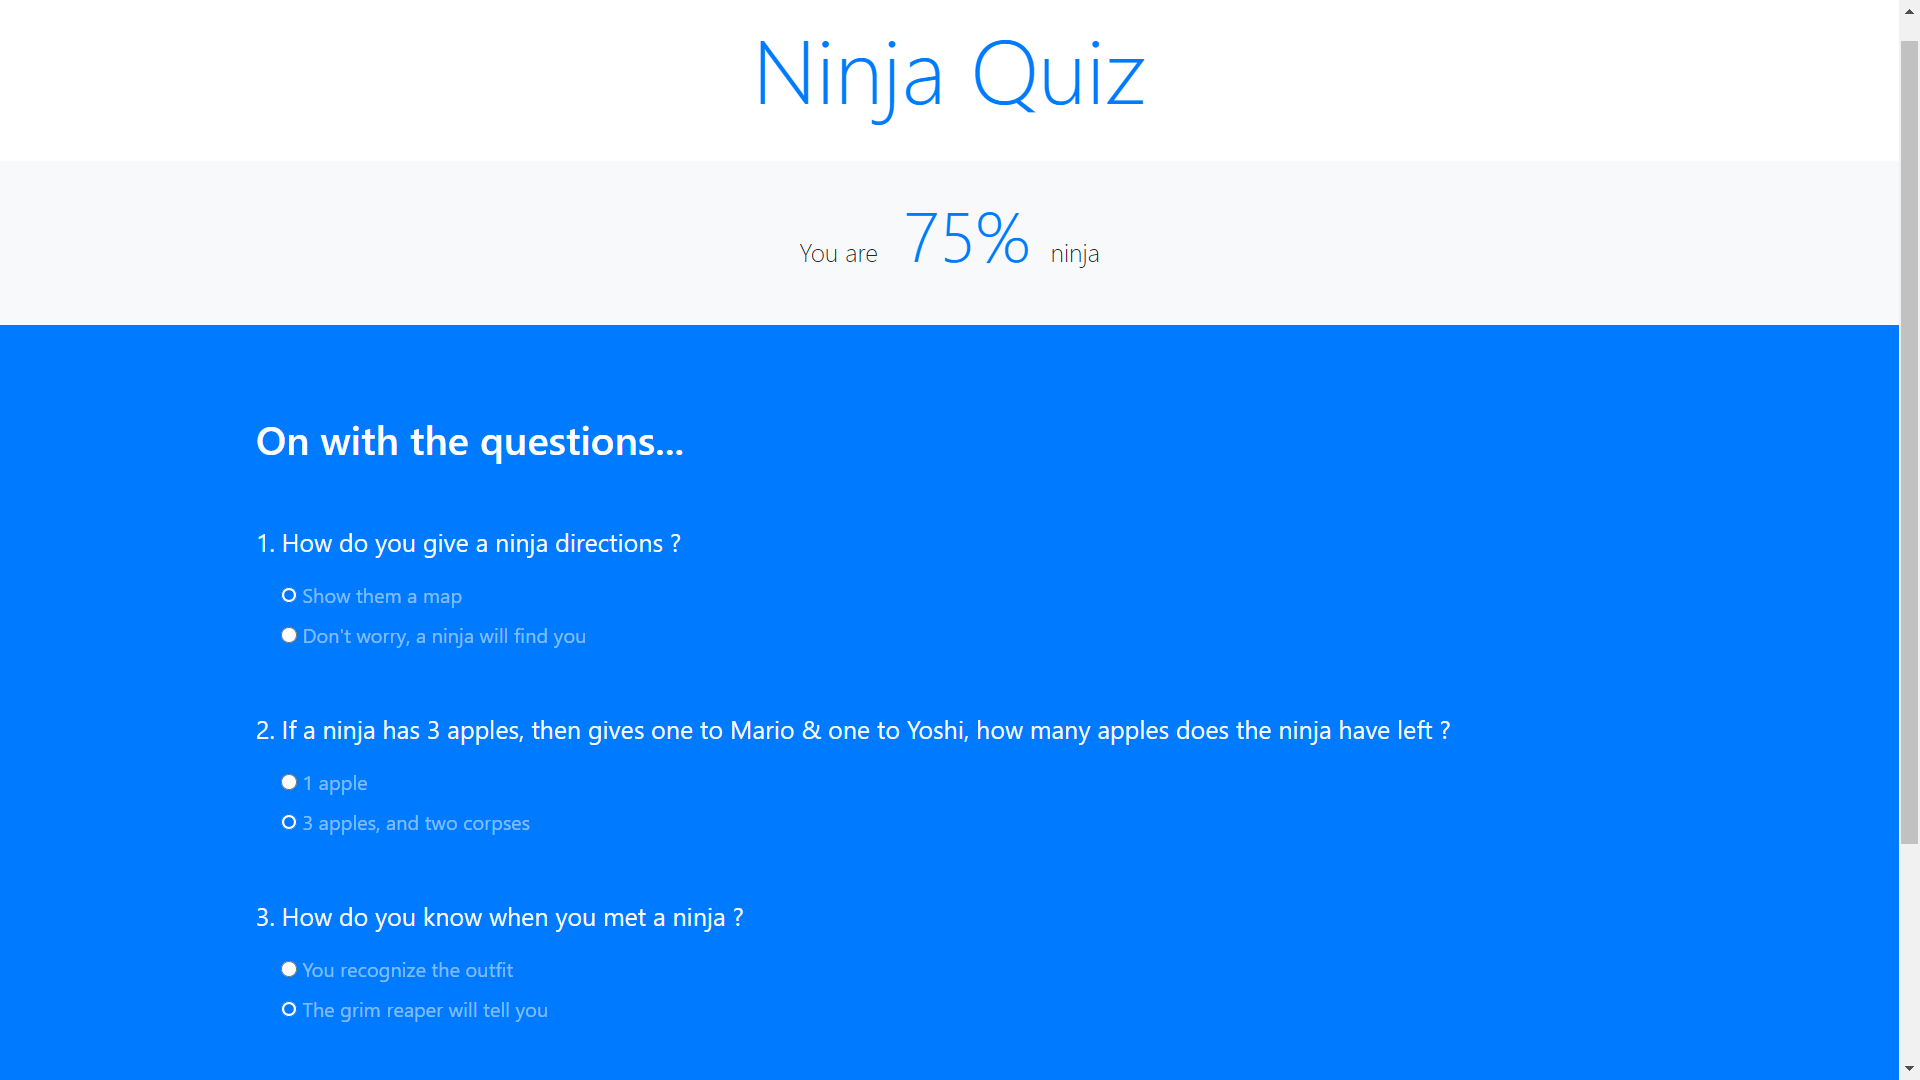 Ninja Quiz
You are 75% ninja
On with the questions...
1. How do you give a ninja directions ?
Show them a map
Don't worry, a ninja will find you
2. If a ninja has 3 apples, then gives one to Mario & one to Yoshi, how many apples does the ninja have left ?
1 apple
3 apples, and two corpses
3. How do you know when you met a ninja ?
You recognize the outfit
The grim reaper will tell you